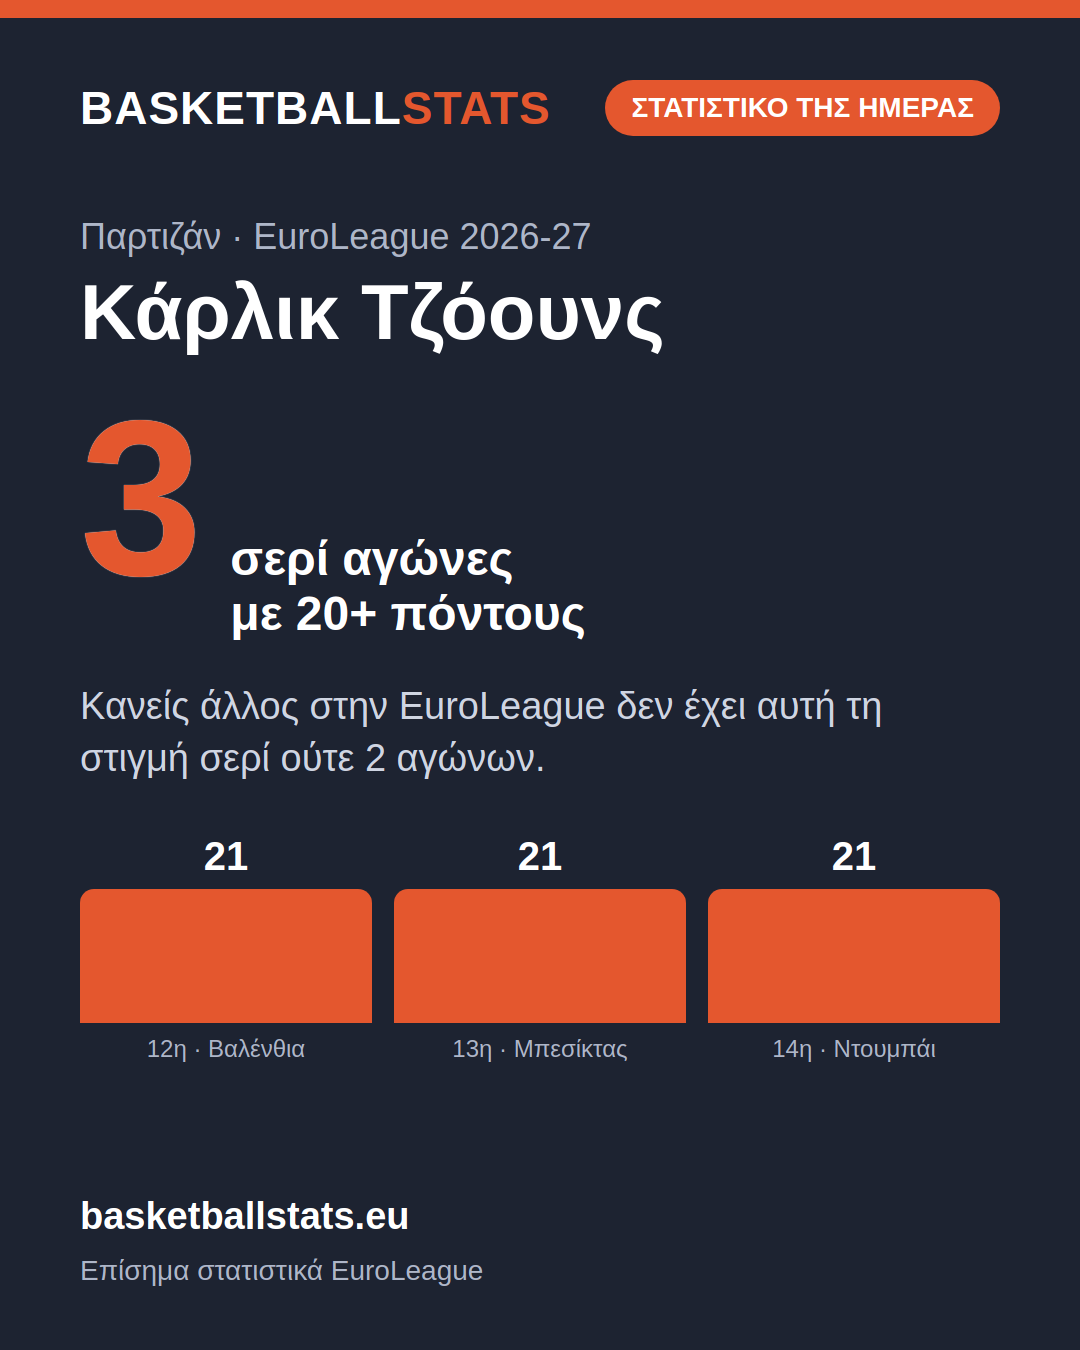 BASKETBALLSTATS
ΣΤΑΤΙΣΤΙΚΟ ΤΗΣ ΗΜΕΡΑΣ
Παρτιζάν · EuroLeague 2026-27
Κάρλικ Τζόουνς
3
σερί αγώνες
με 20+ πόντους
Κανείς άλλος στην EuroLeague δεν έχει αυτή τη
στιγμή σερί ούτε 2 αγώνων.
21 21 21
12η · Βαλένθια 13η · Μπεσίκτας 14η · Ντουμπάι
basketballstats.eu
Επίσημα στατιστικά EuroLeague